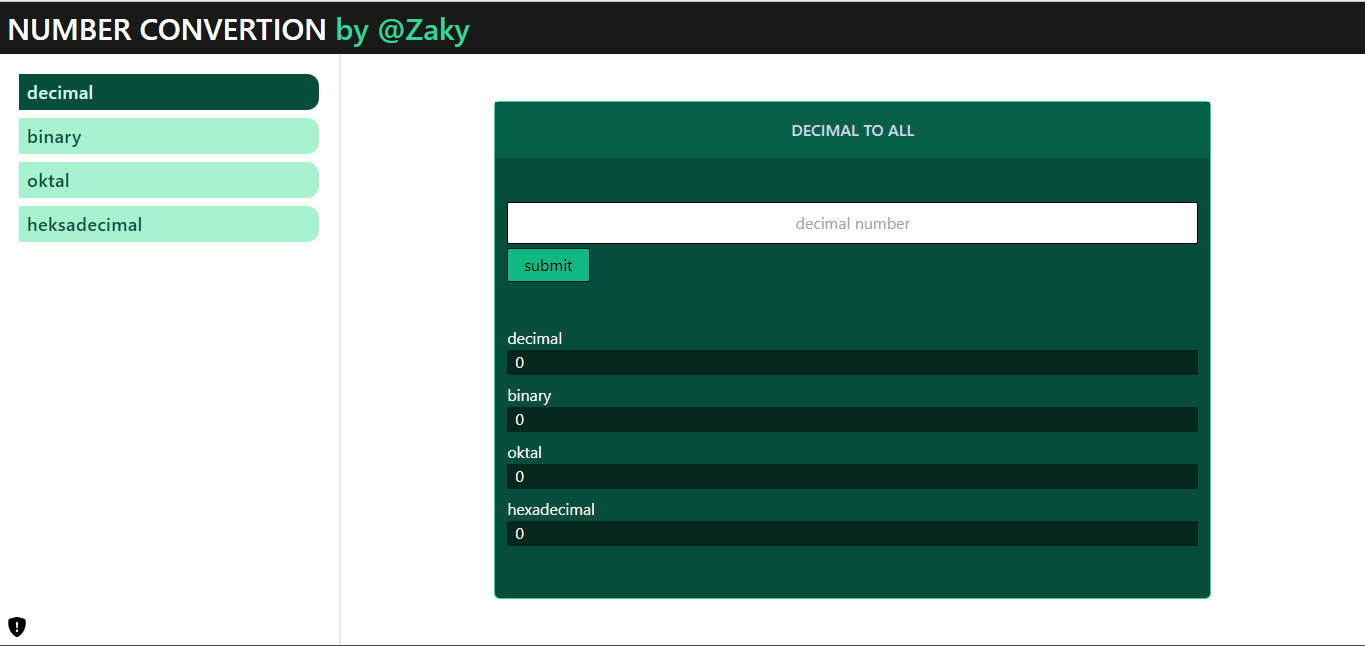 NUMBER CONVERTION by @Zaky
decimal
binary
oktal
heksadecimal
DECIMAL TO ALL
decimal number
submit
decimal
0
binary
0
oktal
0
hexadecimal
0